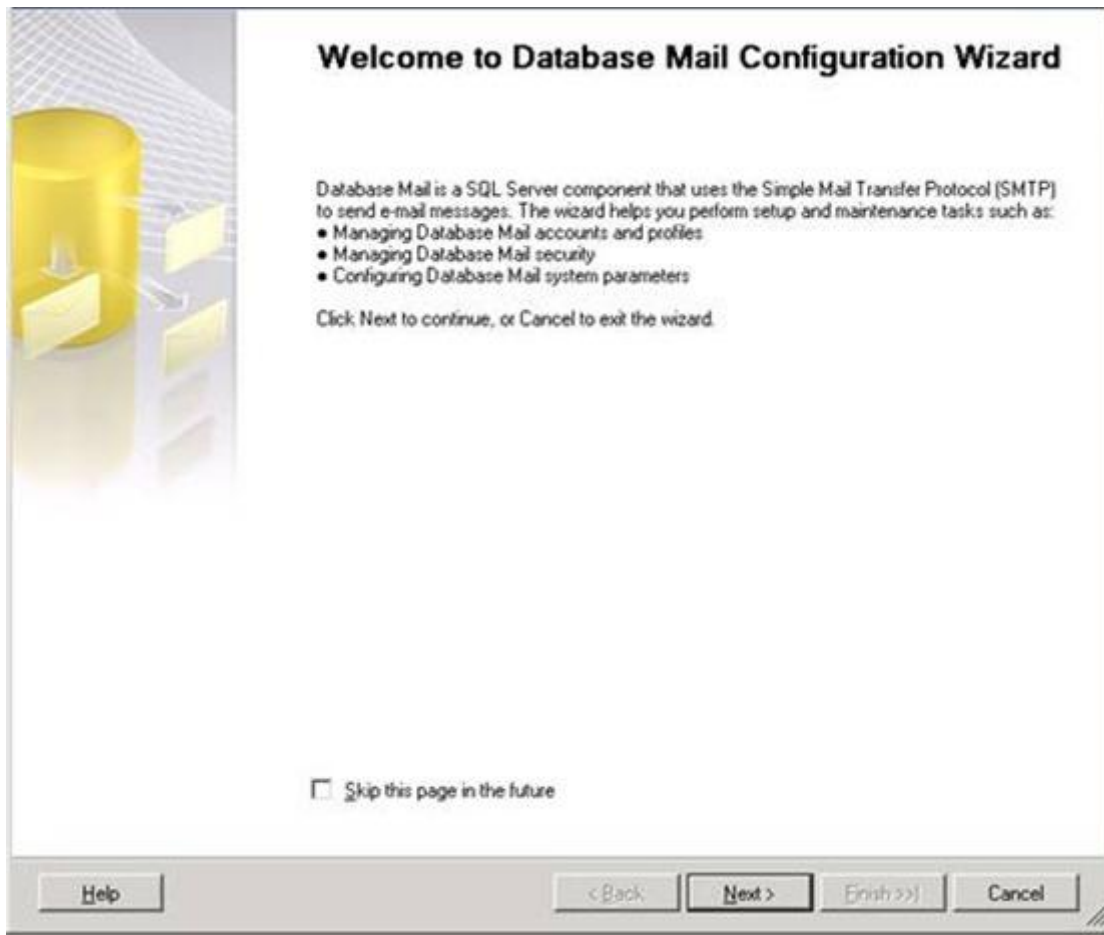 Welcome to Database Mail Configuration Wizard
Database Mail is a SQL Server component that uses the Simple Mail Transfer Protocol (SMTP)
to send e-mail messages. The wizard helps you perform setup and maintenance tasks such as:
● Managing Database Mail accounts and profiles
● Managing Database Mail security
● Configuring Database Mail system parameters
Click Next to continue, or Cancel to exit the wizard.
Skip this page in the future
Help
< Back
Next >
Finish >>|
Cancel